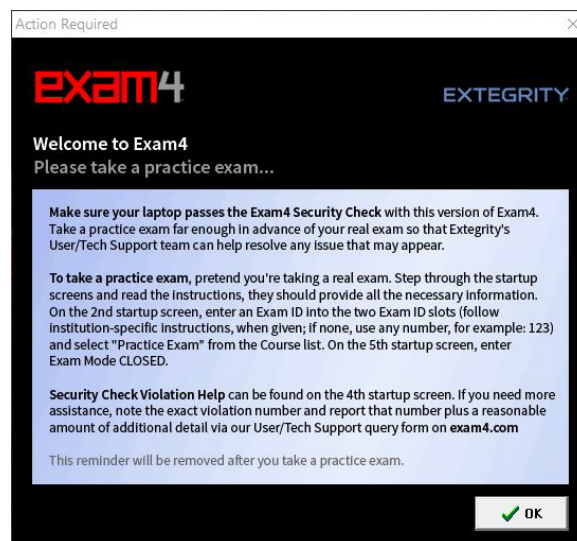 Action Required
exam4
EXTEGRITY
Welcome to Exam4
Please take a practice exam...
Make sure your laptop passes the Exam4 Security Check with this version of Exam4.
Take a practice exam far enough in advance of your real exam so that Extegrity's
User/Tech Support team can help resolve any issue that may appear.
To take a practice exam, pretend you're taking a real exam. Step through the startup
screens and read the instructions, they should provide all the necessary information.
On the 2nd startup screen, enter an Exam ID into the two Exam ID slots (follow
institution-specific instructions, when given; if none, use any number, for example: 123)
and select "Practice Exam" from the Course list. On the 5th startup screen, enter
Exam Mode CLOSED.
Security Check Violation Help can be found on the 4th startup screen. If you need more
assistance, note the exact violation number and report that number plus a reasonable
amount of additional detail via our User/Tech Support query form on exam4.com
This reminder will be removed after you take a practice exam.
OK